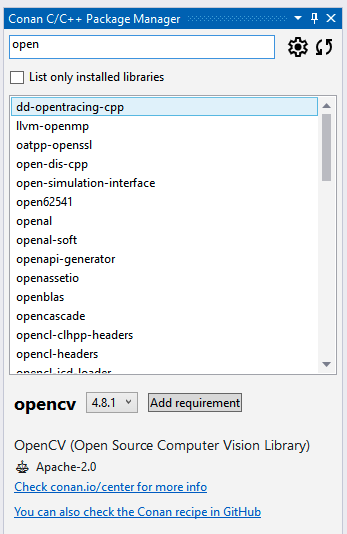 Conan C/C++ Package Manager
open
List only installed libraries
dd-opentracing-cpp
llvm-openmp
oatpp-openssl
open-dis-cpp
open-simulation-interface
open62541
openal
openal-soft
openapi-generator
openassetio
openblas
opencascade
opencl-clhpp-headers
opencl-headers
opencl-icd-loader
opencv 4.8.1 Add requirement
OpenCV (Open Source Computer Vision Library)
Apache-2.0
Check conan.io/center for more info
You can also check the Conan recipe in GitHub